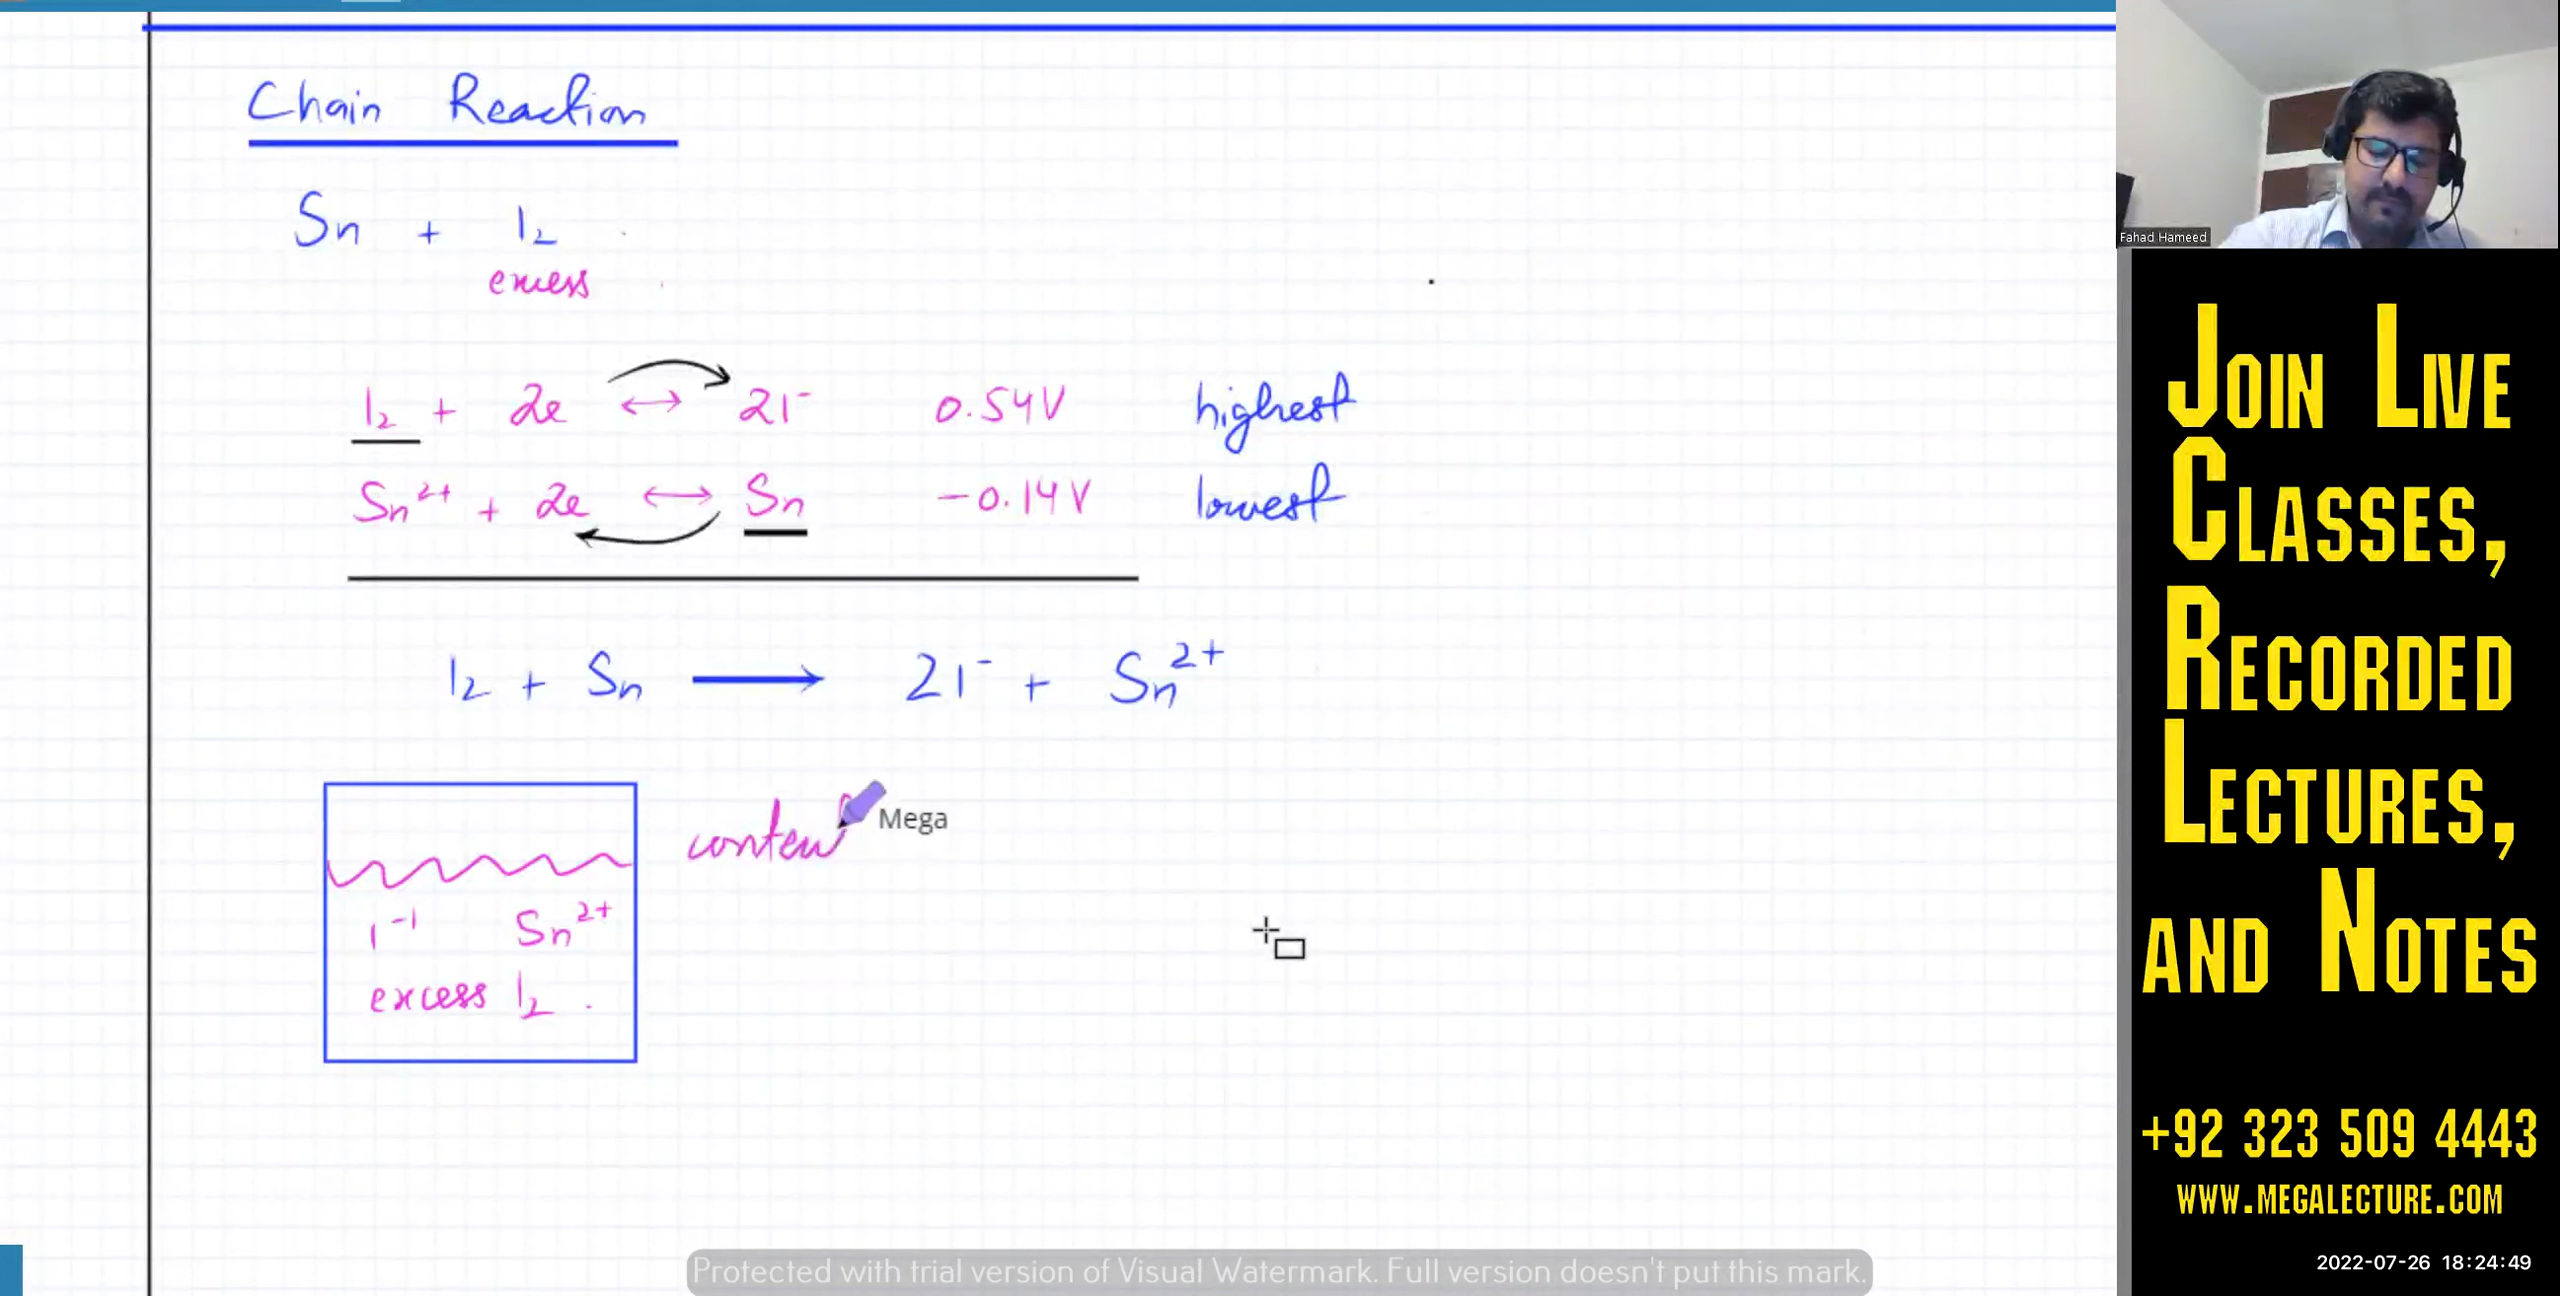 Chain Reaction
Sn + I₂
excess
I₂ + 2e ⟷ 2I⁻ 0.54V highest
Sn²⁺ + 2e ⟷ Sn −0.14V lowest
I₂ + Sn ⟶ 2I⁻ + Sn²⁺
I⁻¹ Sn²⁺
excess I₂
Mega
Fahad Hameed
JOIN LIVE
CLASSES,
RECORDED
LECTURES,
AND NOTES
+92 323 509 4443
WWW.MEGALECTURE.COM
2022-07-26 18:24:49
Protected with trial version of Visual Watermark. Full version doesn't put this mark.